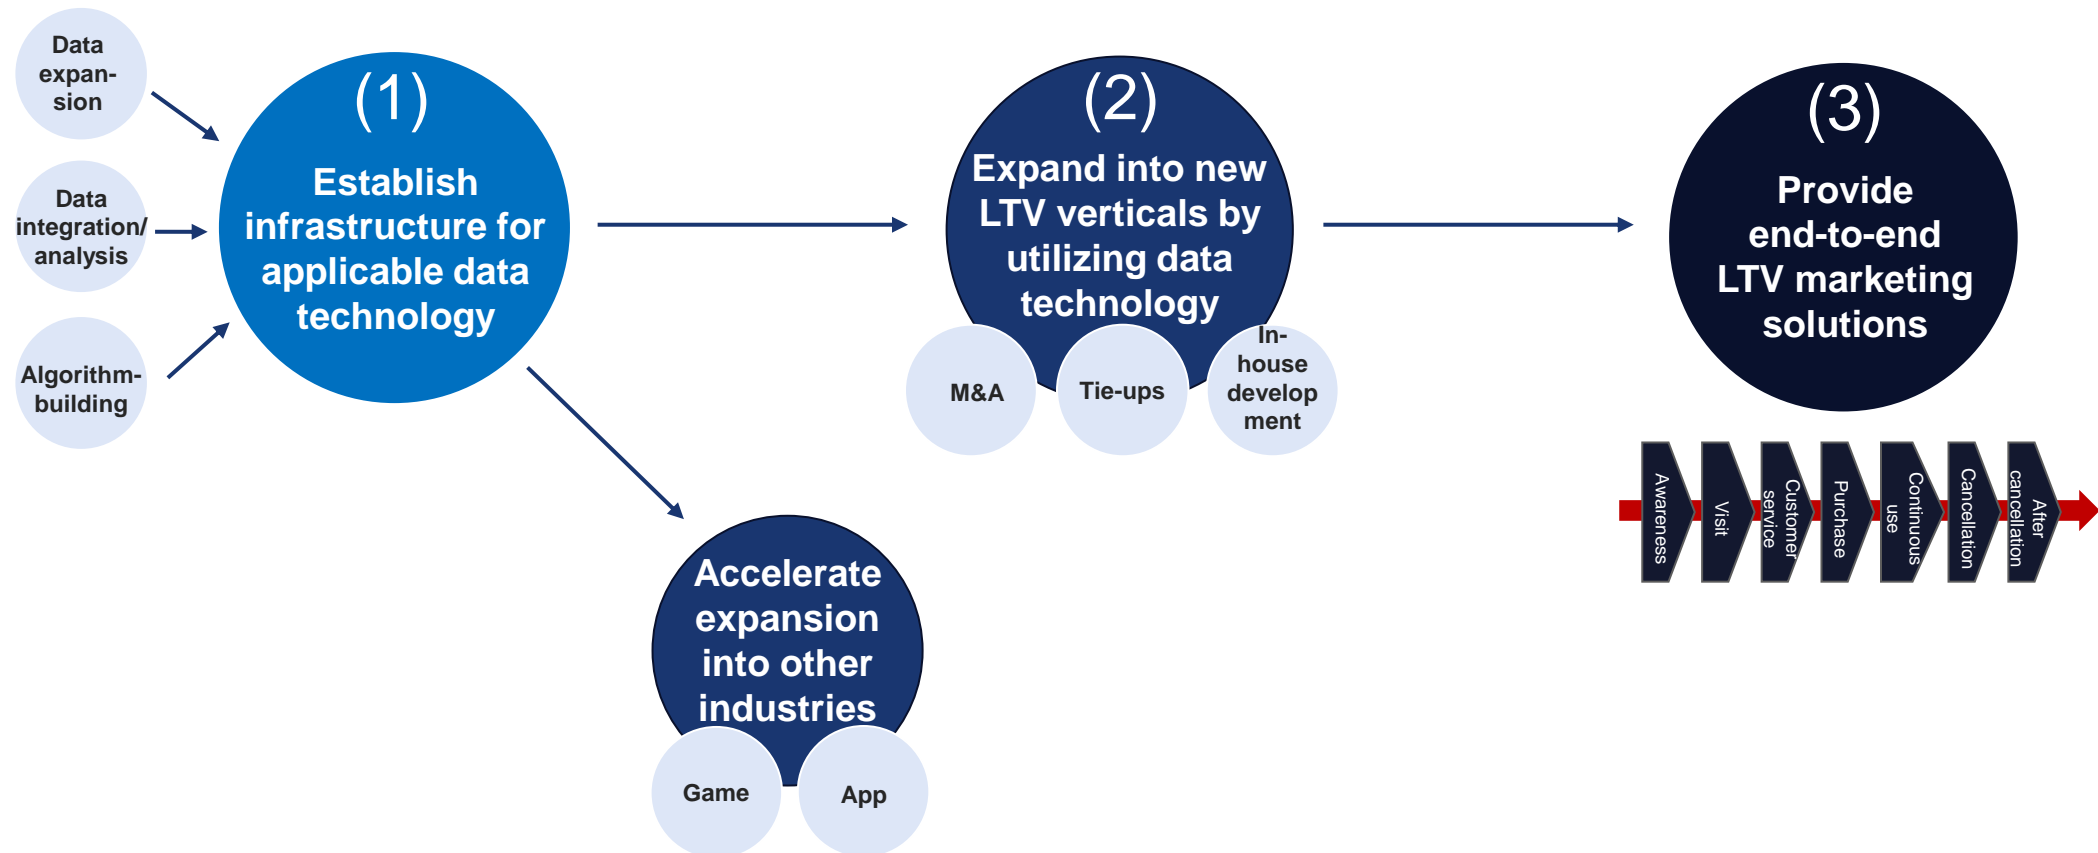 Data
expan-
sion
Data
integration/
analysis
Algorithm-
building
(1)
Establish
infrastructure for
applicable data
technology
(2)
Expand into new
LTV verticals by
utilizing data
technology
M&A
Tie-ups
In-
house
develop
ment
(3)
Provide
end-to-end
LTV marketing
solutions
Awareness
Visit
Customer
service
Purchase
Continuous
use
Cancellation
After
cancellation
Accelerate
expansion
into other
industries
Game
App